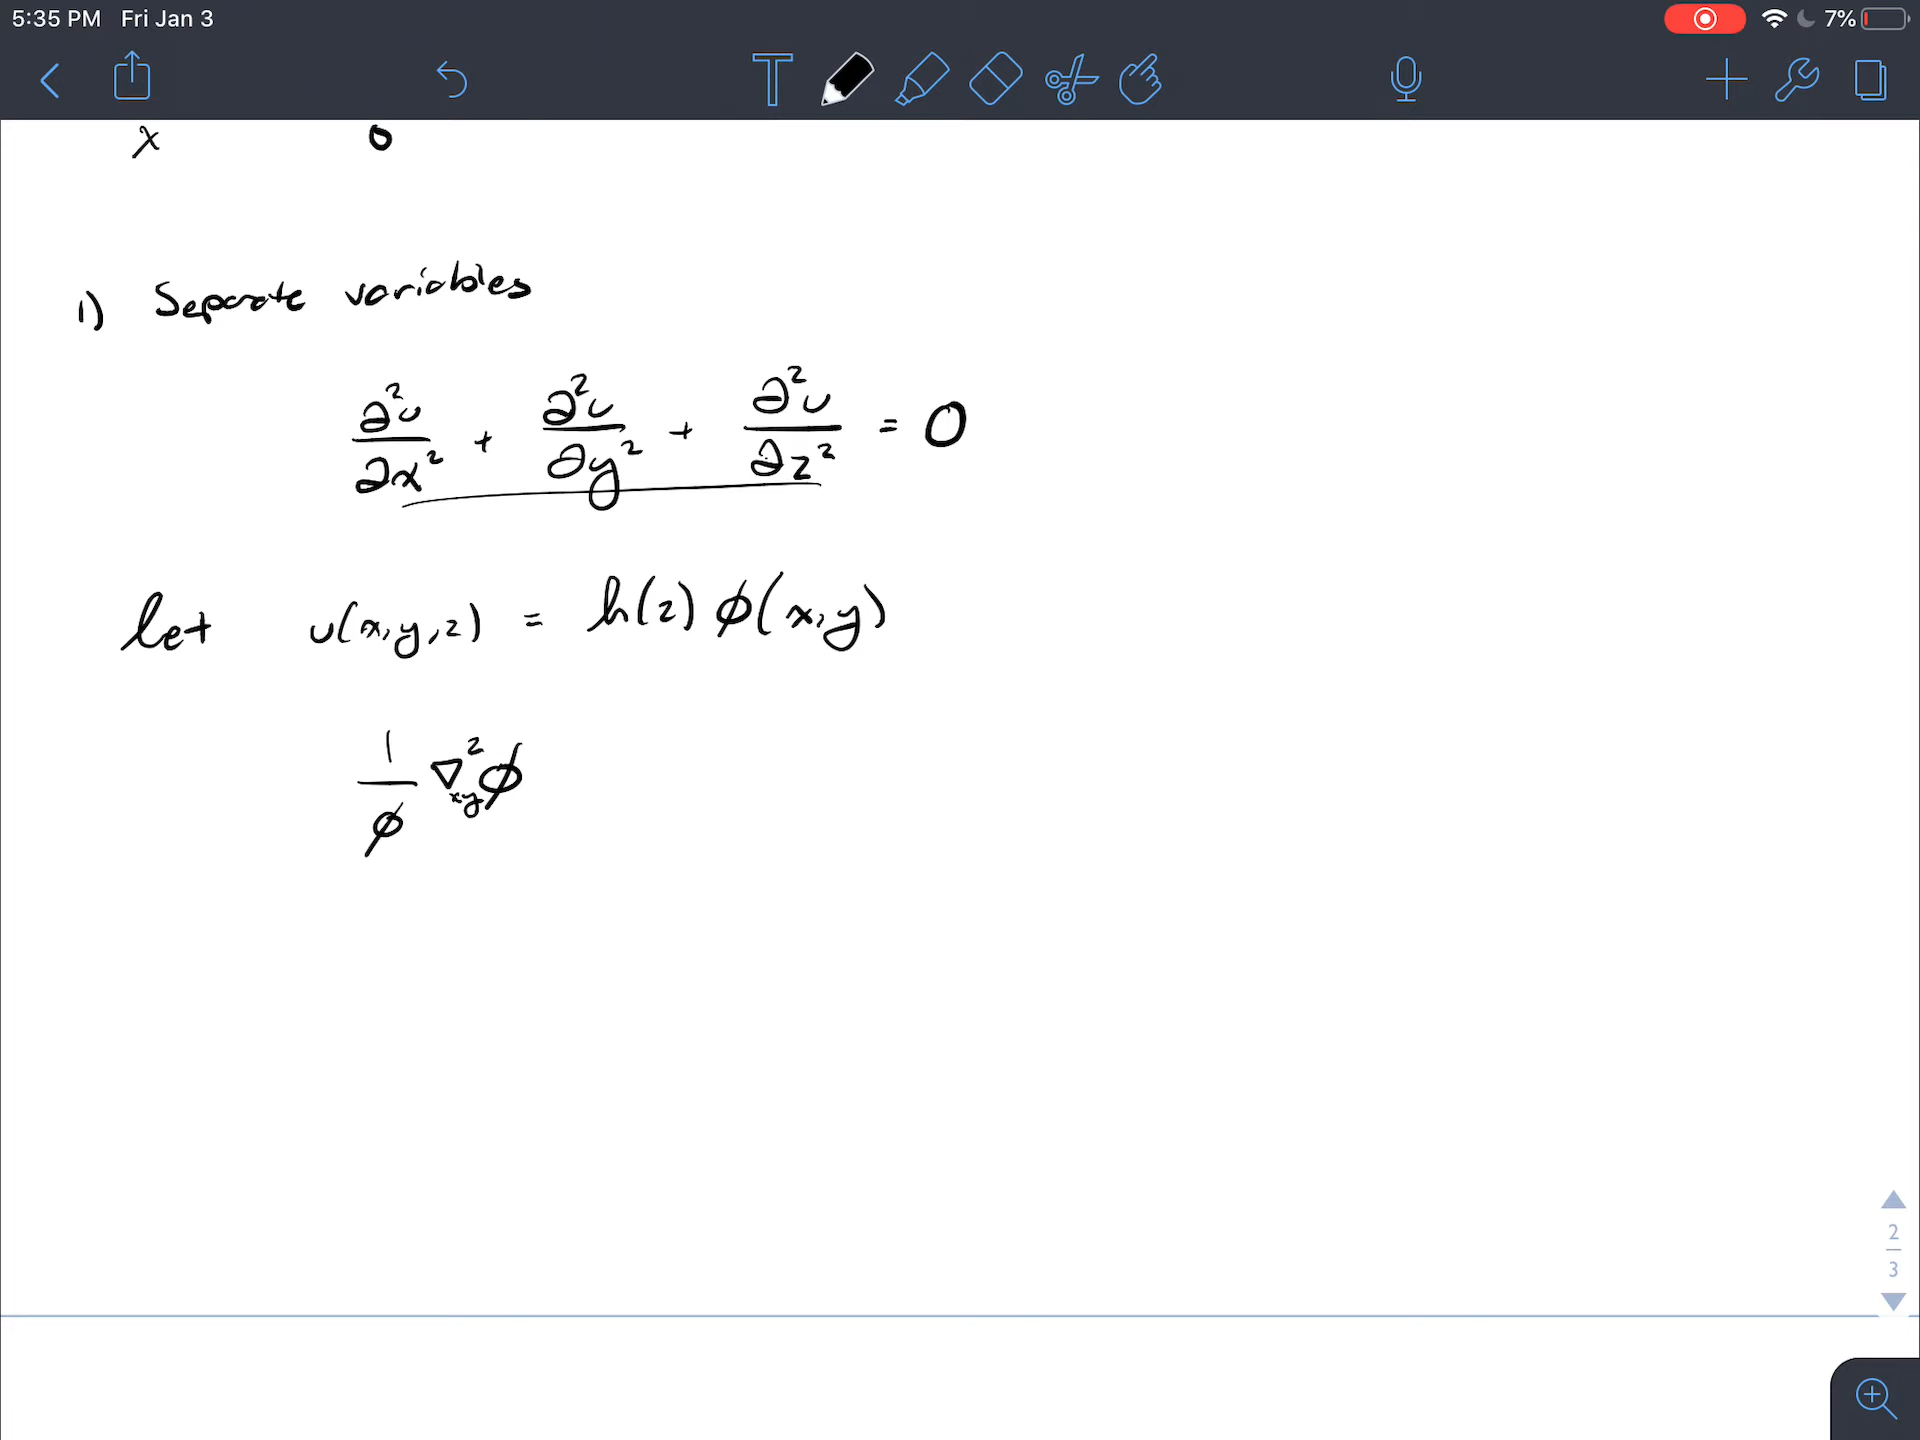 5:35 PM Fri Jan 3
7%
T
x 0
1) Separate variables
∂²u/∂x² + ∂²u/∂y² + ∂²u/∂z² = 0
let u(x,y,z) = h(z) φ(x,y)
1/φ ∇²xy φ
2
3